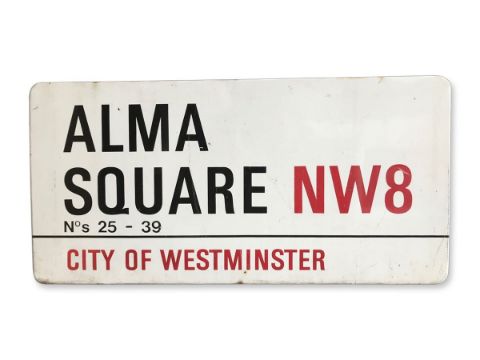 ALMA
SQUARE NW8
Nºs 25 - 39
CITY OF WESTMINSTER